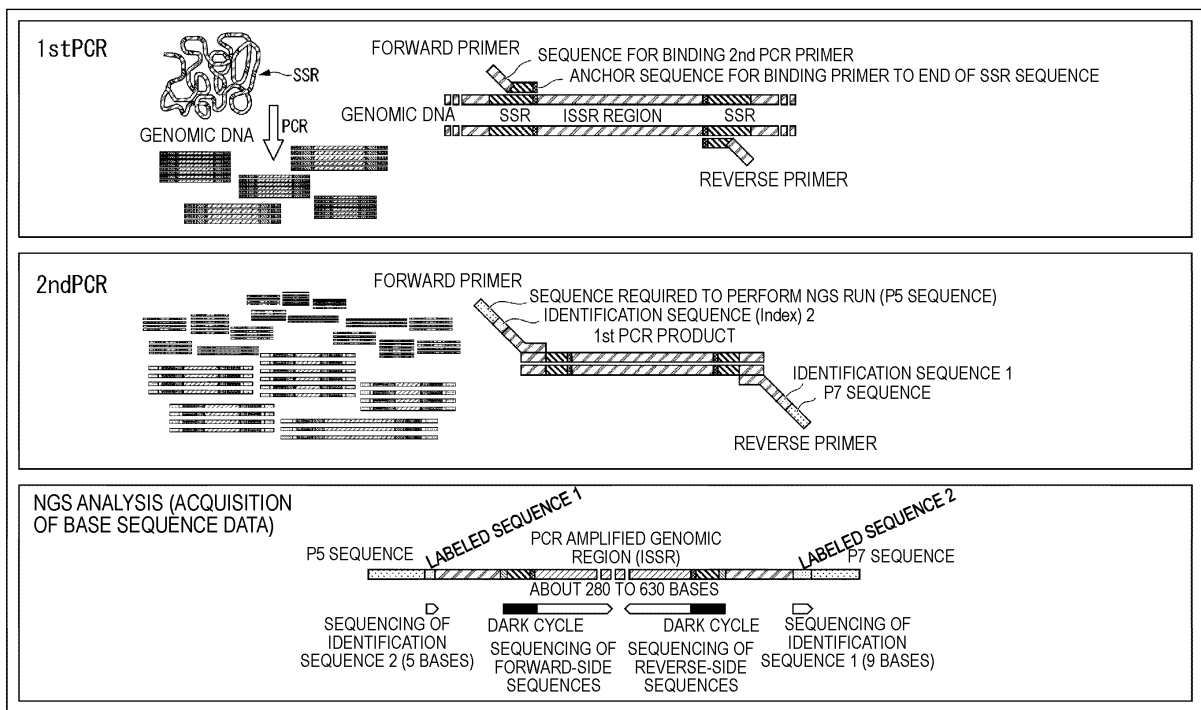 1stPCR
SSR
GENOMIC DNA
PCR
FORWARD PRIMER
SEQUENCE FOR BINDING 2nd PCR PRIMER
ANCHOR SEQUENCE FOR BINDING PRIMER TO END OF SSR SEQUENCE
GENOMIC DNA
SSR
ISSR REGION
SSR
REVERSE PRIMER
2ndPCR
FORWARD PRIMER
SEQUENCE REQUIRED TO PERFORM NGS RUN (P5 SEQUENCE)
IDENTIFICATION SEQUENCE (Index) 2
1st PCR PRODUCT
IDENTIFICATION SEQUENCE 1
P7 SEQUENCE
REVERSE PRIMER
NGS ANALYSIS (ACQUISITION
OF BASE SEQUENCE DATA)
P5 SEQUENCE
LABELED SEQUENCE 1
PCR AMPLIFIED GENOMIC
REGION (ISSR)
LABELED SEQUENCE 2
P7 SEQUENCE
ABOUT 280 TO 630 BASES
SEQUENCING OF
IDENTIFICATION
SEQUENCE 2 (5 BASES)
DARK CYCLE
SEQUENCING OF
FORWARD-SIDE
SEQUENCES
DARK CYCLE
SEQUENCING OF
REVERSE-SIDE
SEQUENCES
SEQUENCING OF
IDENTIFICATION
SEQUENCE 1 (9 BASES)